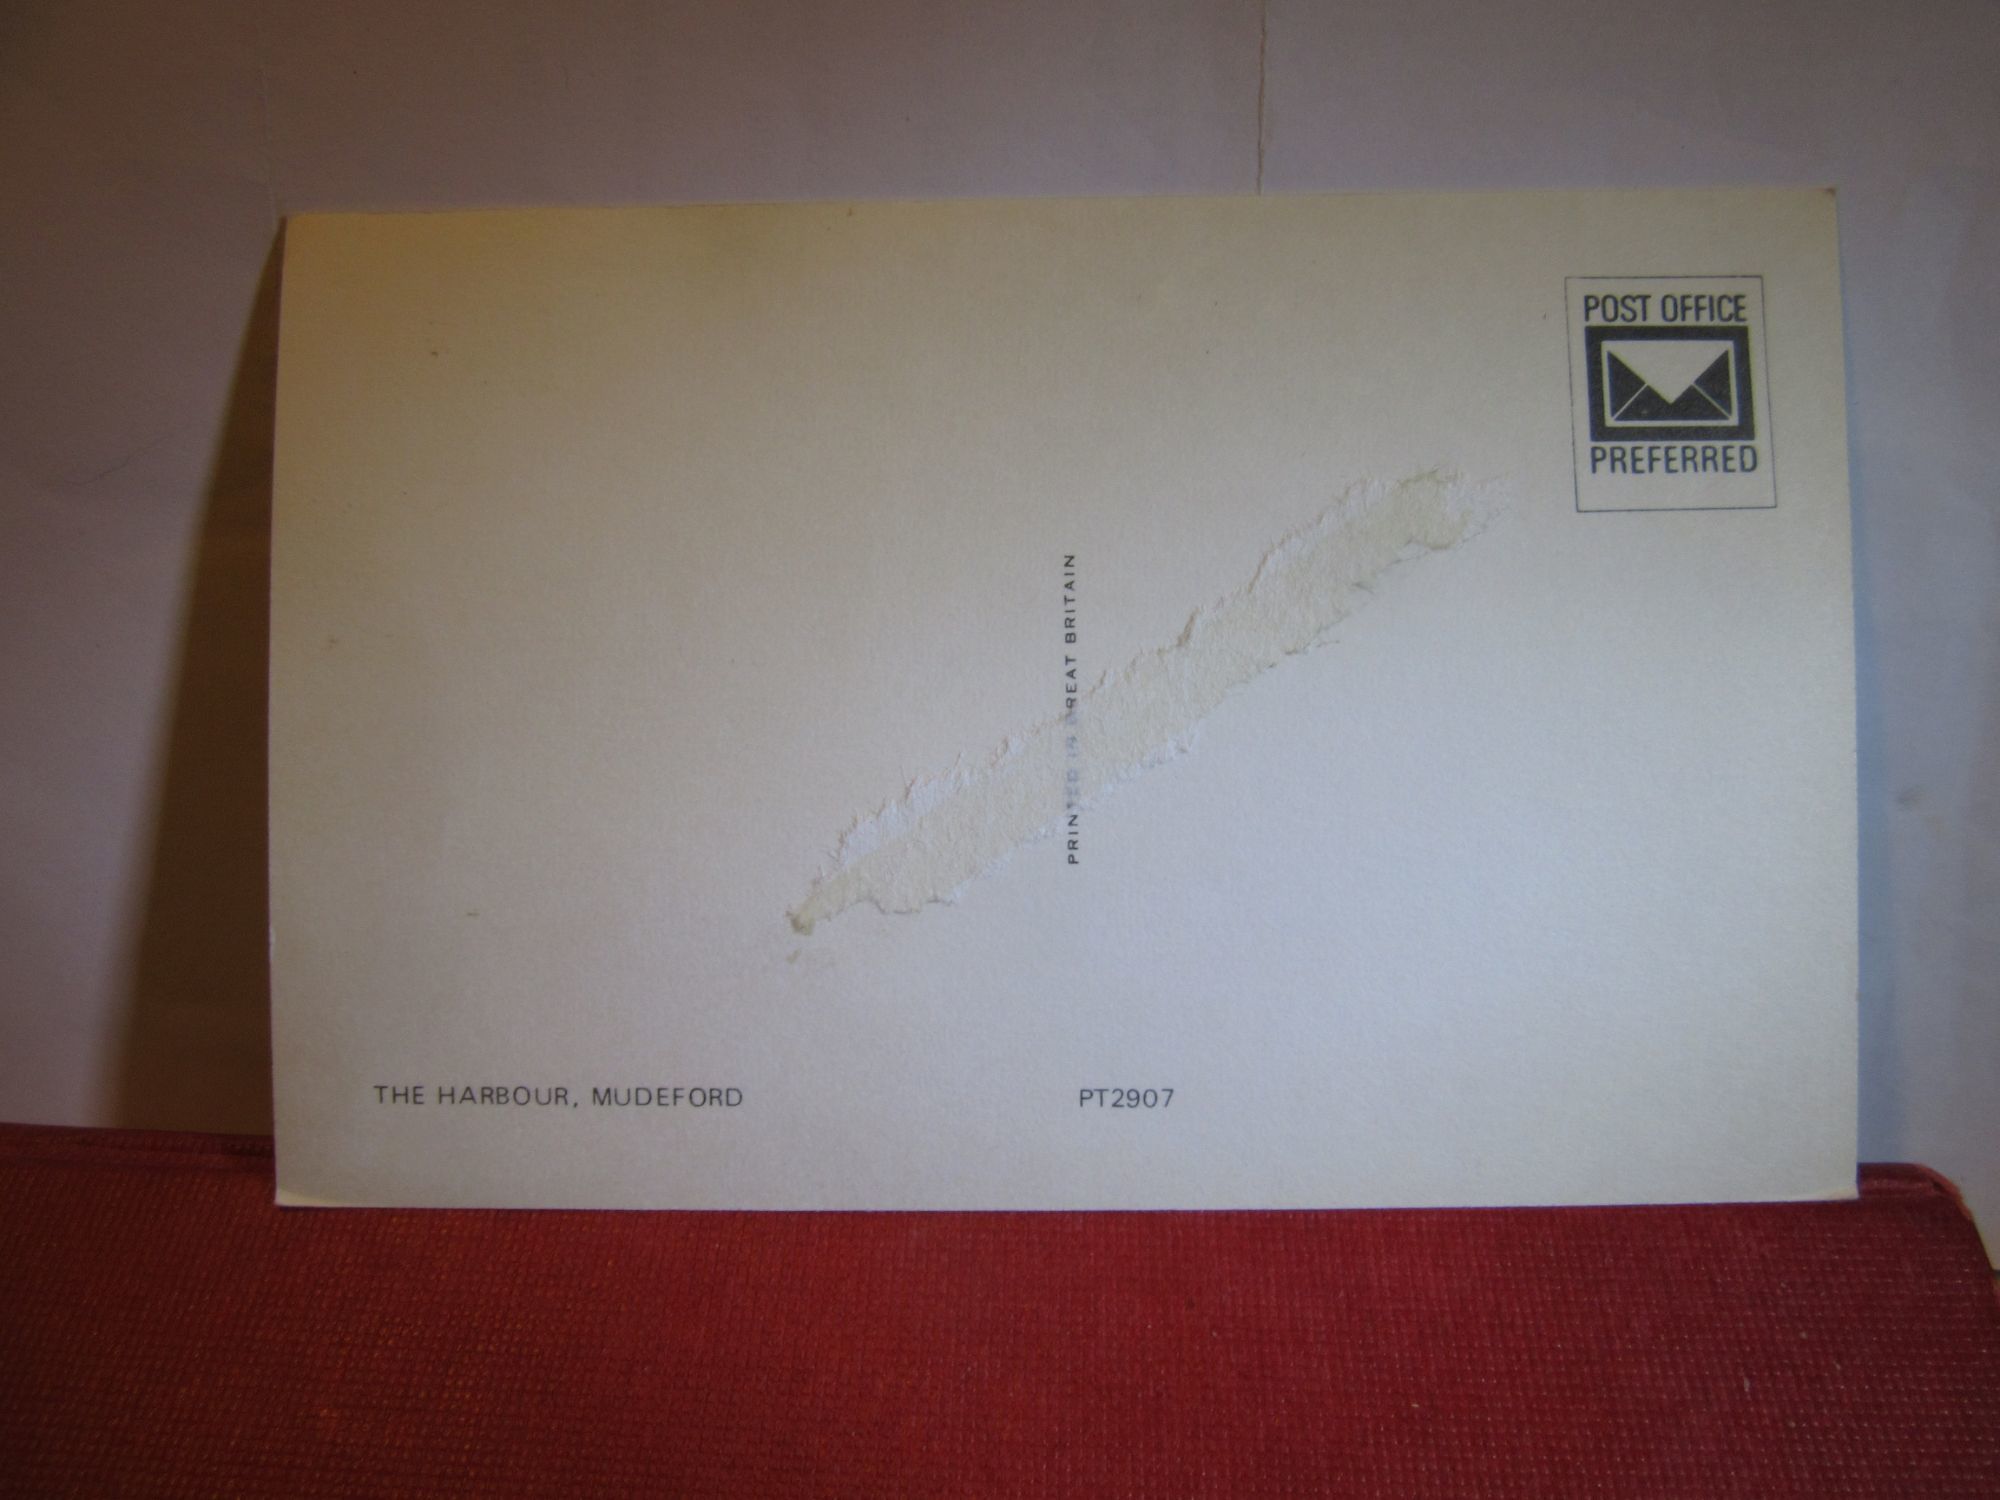 POST OFFICE
PREFERRED
PRINTED IN GREAT BRITAIN
THE HARBOUR, MUDEFORD
PT2907